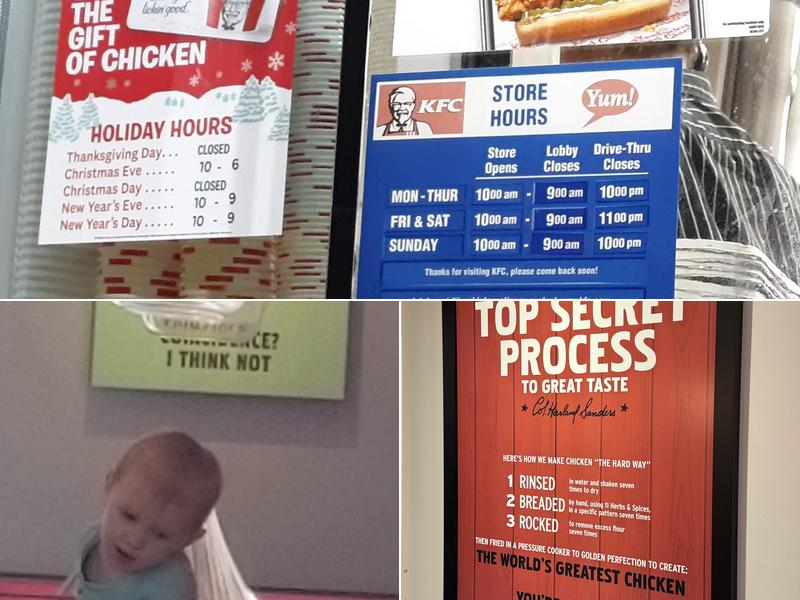 lickin' good.
THE
GIFT
OF CHICKEN
HOLIDAY HOURS
Thanksgiving Day... CLOSED
Christmas Eve ..... 10 - 6
Christmas Day ..... CLOSED
New Year's Eve ..... 10 - 9
New Year's Day ..... 10 - 9
KFC
STORE
HOURS
Yum!
Store Opens
Lobby Closes
Drive-Thru Closes
MON - THUR 10 00 am - 9 00 am 10 00 pm
FRI & SAT 10 00 am - 9 00 am 11 00 pm
SUNDAY 10 00 am - 9 00 am 10 00 pm
Thanks for visiting KFC, please come back soon!
COINCIDENCE?
I THINK NOT
TOP SECRET
PROCESS
TO GREAT TASTE
★ Col. Harland Sanders ★
HERE'S HOW WE MAKE CHICKEN "THE HARD WAY"
1 RINSED in water and shaken seven
times to dry
2 BREADED by hand, using 11 Herbs & Spices,
in a specific pattern seven times
3 ROCKED to remove excess flour
seven times
THEN FRIED IN A PRESSURE COOKER TO GOLDEN PERFECTION TO CREATE:
THE WORLD'S GREATEST CHICKEN